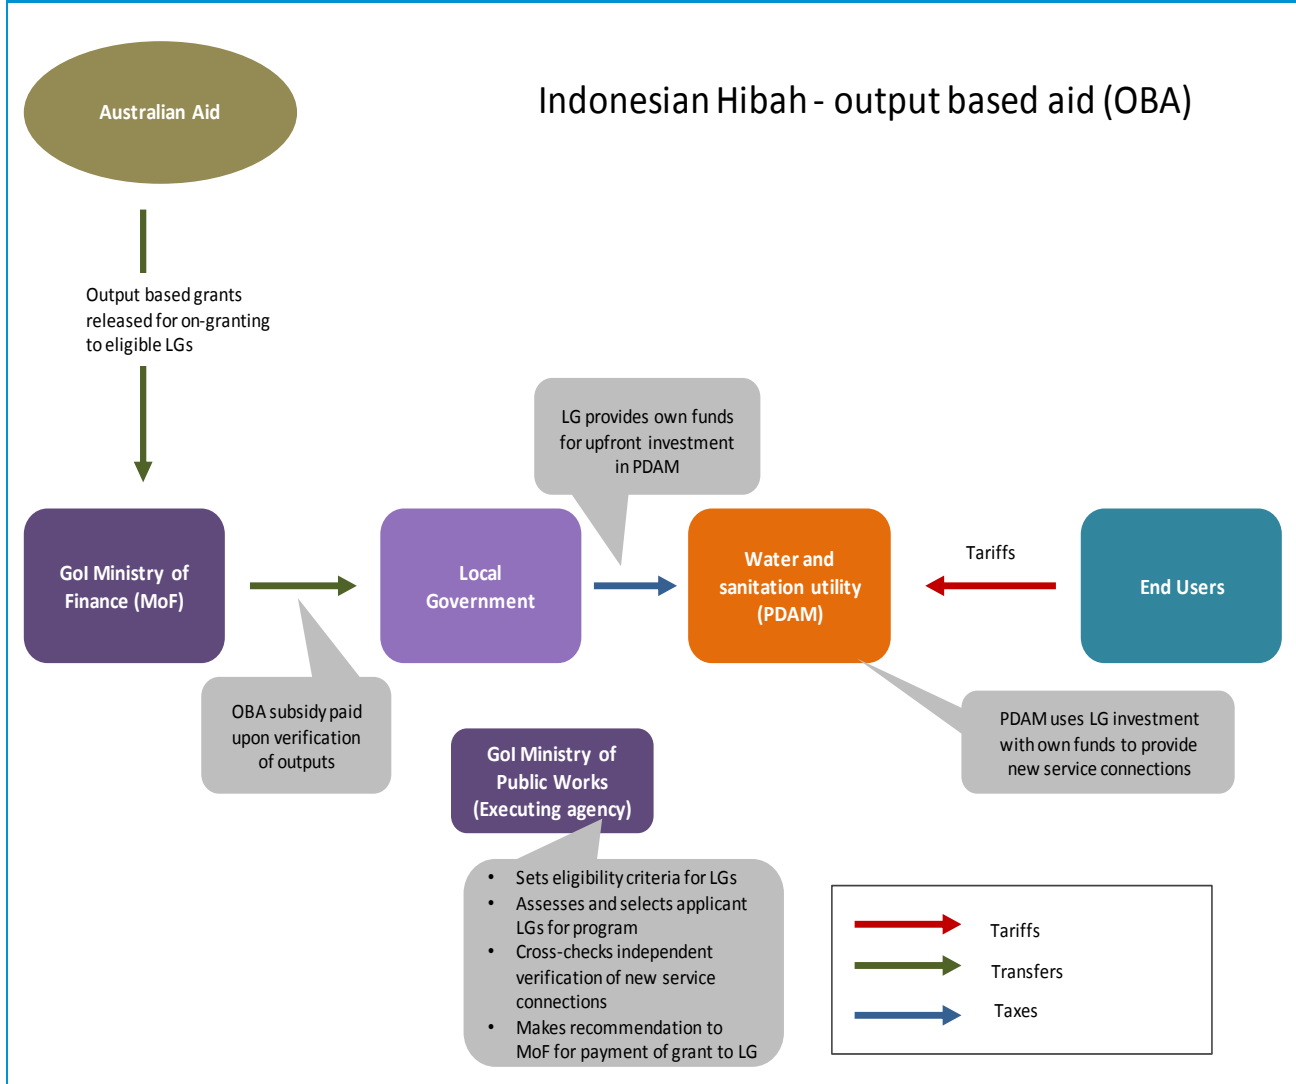 Indonesian Hibah - output based aid (OBA)
Australian Aid
Output based grants
released for on-granting
to eligible LGs
LG provides own funds
for upfront investment
in PDAM
GoI Ministry of
Finance (MoF)
Local
Government
Water and
sanitation utility
(PDAM)
Tariffs
End Users
OBA subsidy paid
upon verification
of outputs
GoI Ministry of
Public Works
(Executing agency)
PDAM uses LG investment
with own funds to provide
new service connections
• Sets eligibility criteria for LGs
• Assesses and selects applicant
LGs for program
• Cross-checks independent
verification of new service
connections
• Makes recommendation to
MoF for payment of grant to LG
Tariffs
Transfers
Taxes